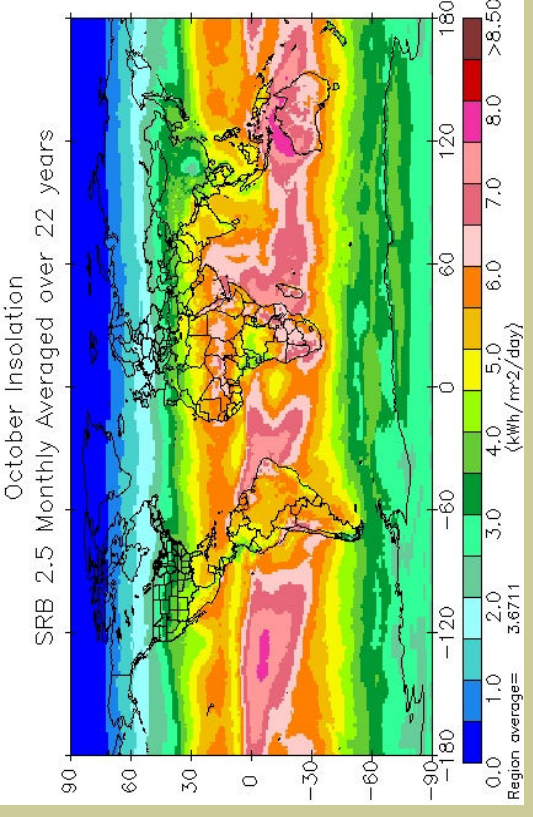 October Insolation
SRB 2.5 Monthly Averaged over 22 years
90
60
30
0
−30
−60
−90
−180 −120 −60 0 60 120 180
0.0 1.0 2.0 3.0 4.0 5.0 6.0 7.0 8.0 >8.50
Region average= 3.6711 (kWh/m^2/day)